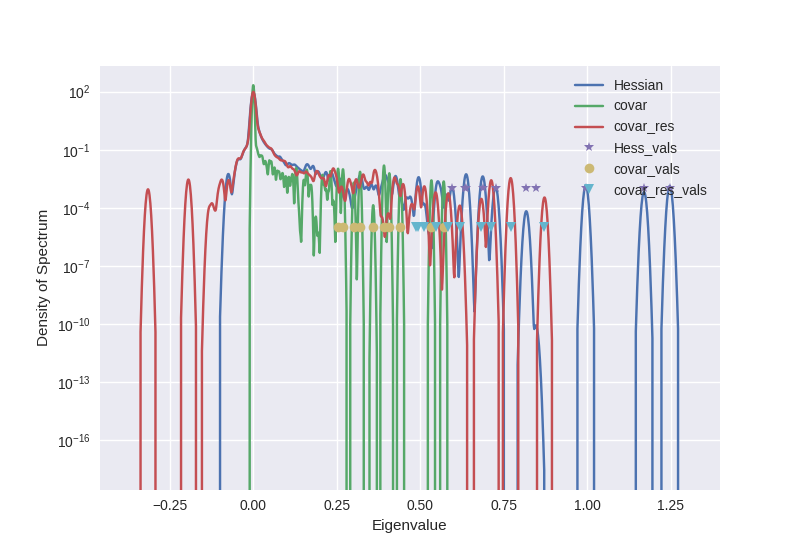 10^2
10^-1
10^-4
10^-7
10^-10
10^-13
10^-16
Density of Spectrum
Hessian
covar
covar_res
Hess_vals
covar_vals
covar_res_vals
−0.25 0.00 0.25 0.50 0.75 1.00 1.25
Eigenvalue